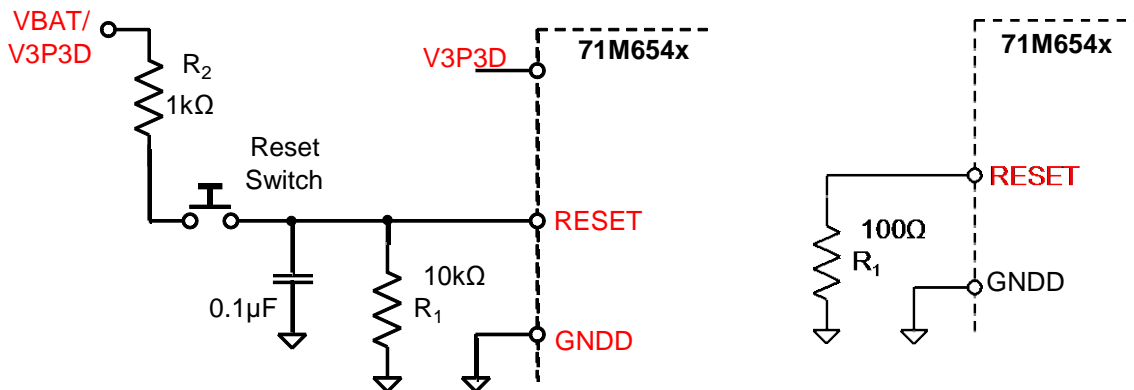 VBAT/
V3P3D
R2
1kΩ
Reset
Switch
0.1µF
10kΩ
R1
V3P3D
71M654x
RESET
GNDD
71M654x
RESET
100Ω
R1
GNDD